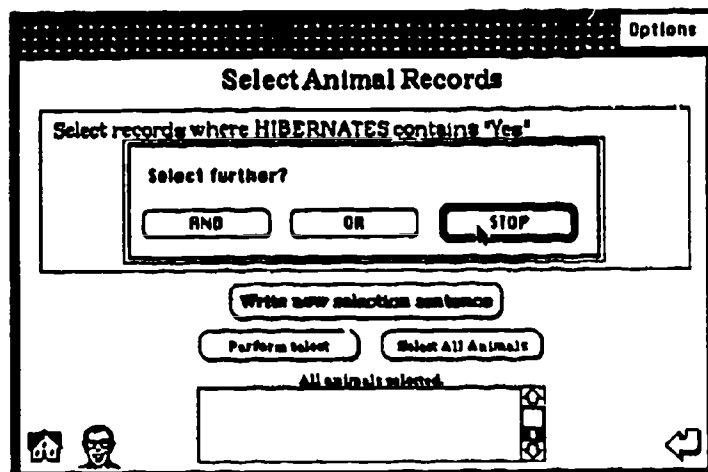 Options
Select Animal Records
Select records where HIBERNATES contains "Yes"
Select further?
AND OR STOP
Write new selection sentence
Perform select Select All Animals
All animals selected.